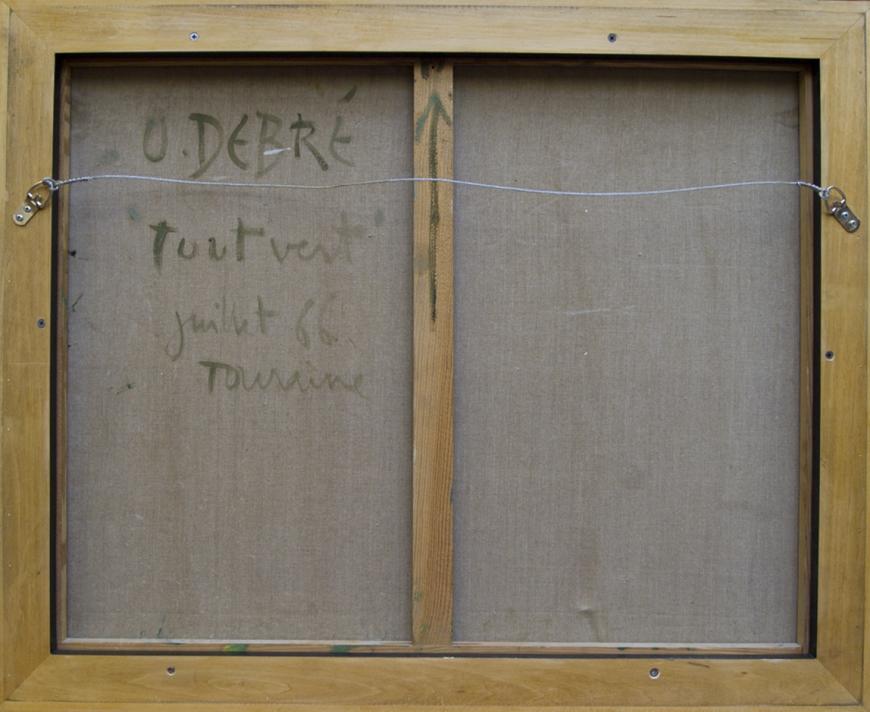 O. DEBRÉ
"Tout vert"
juillet 66
Touraine